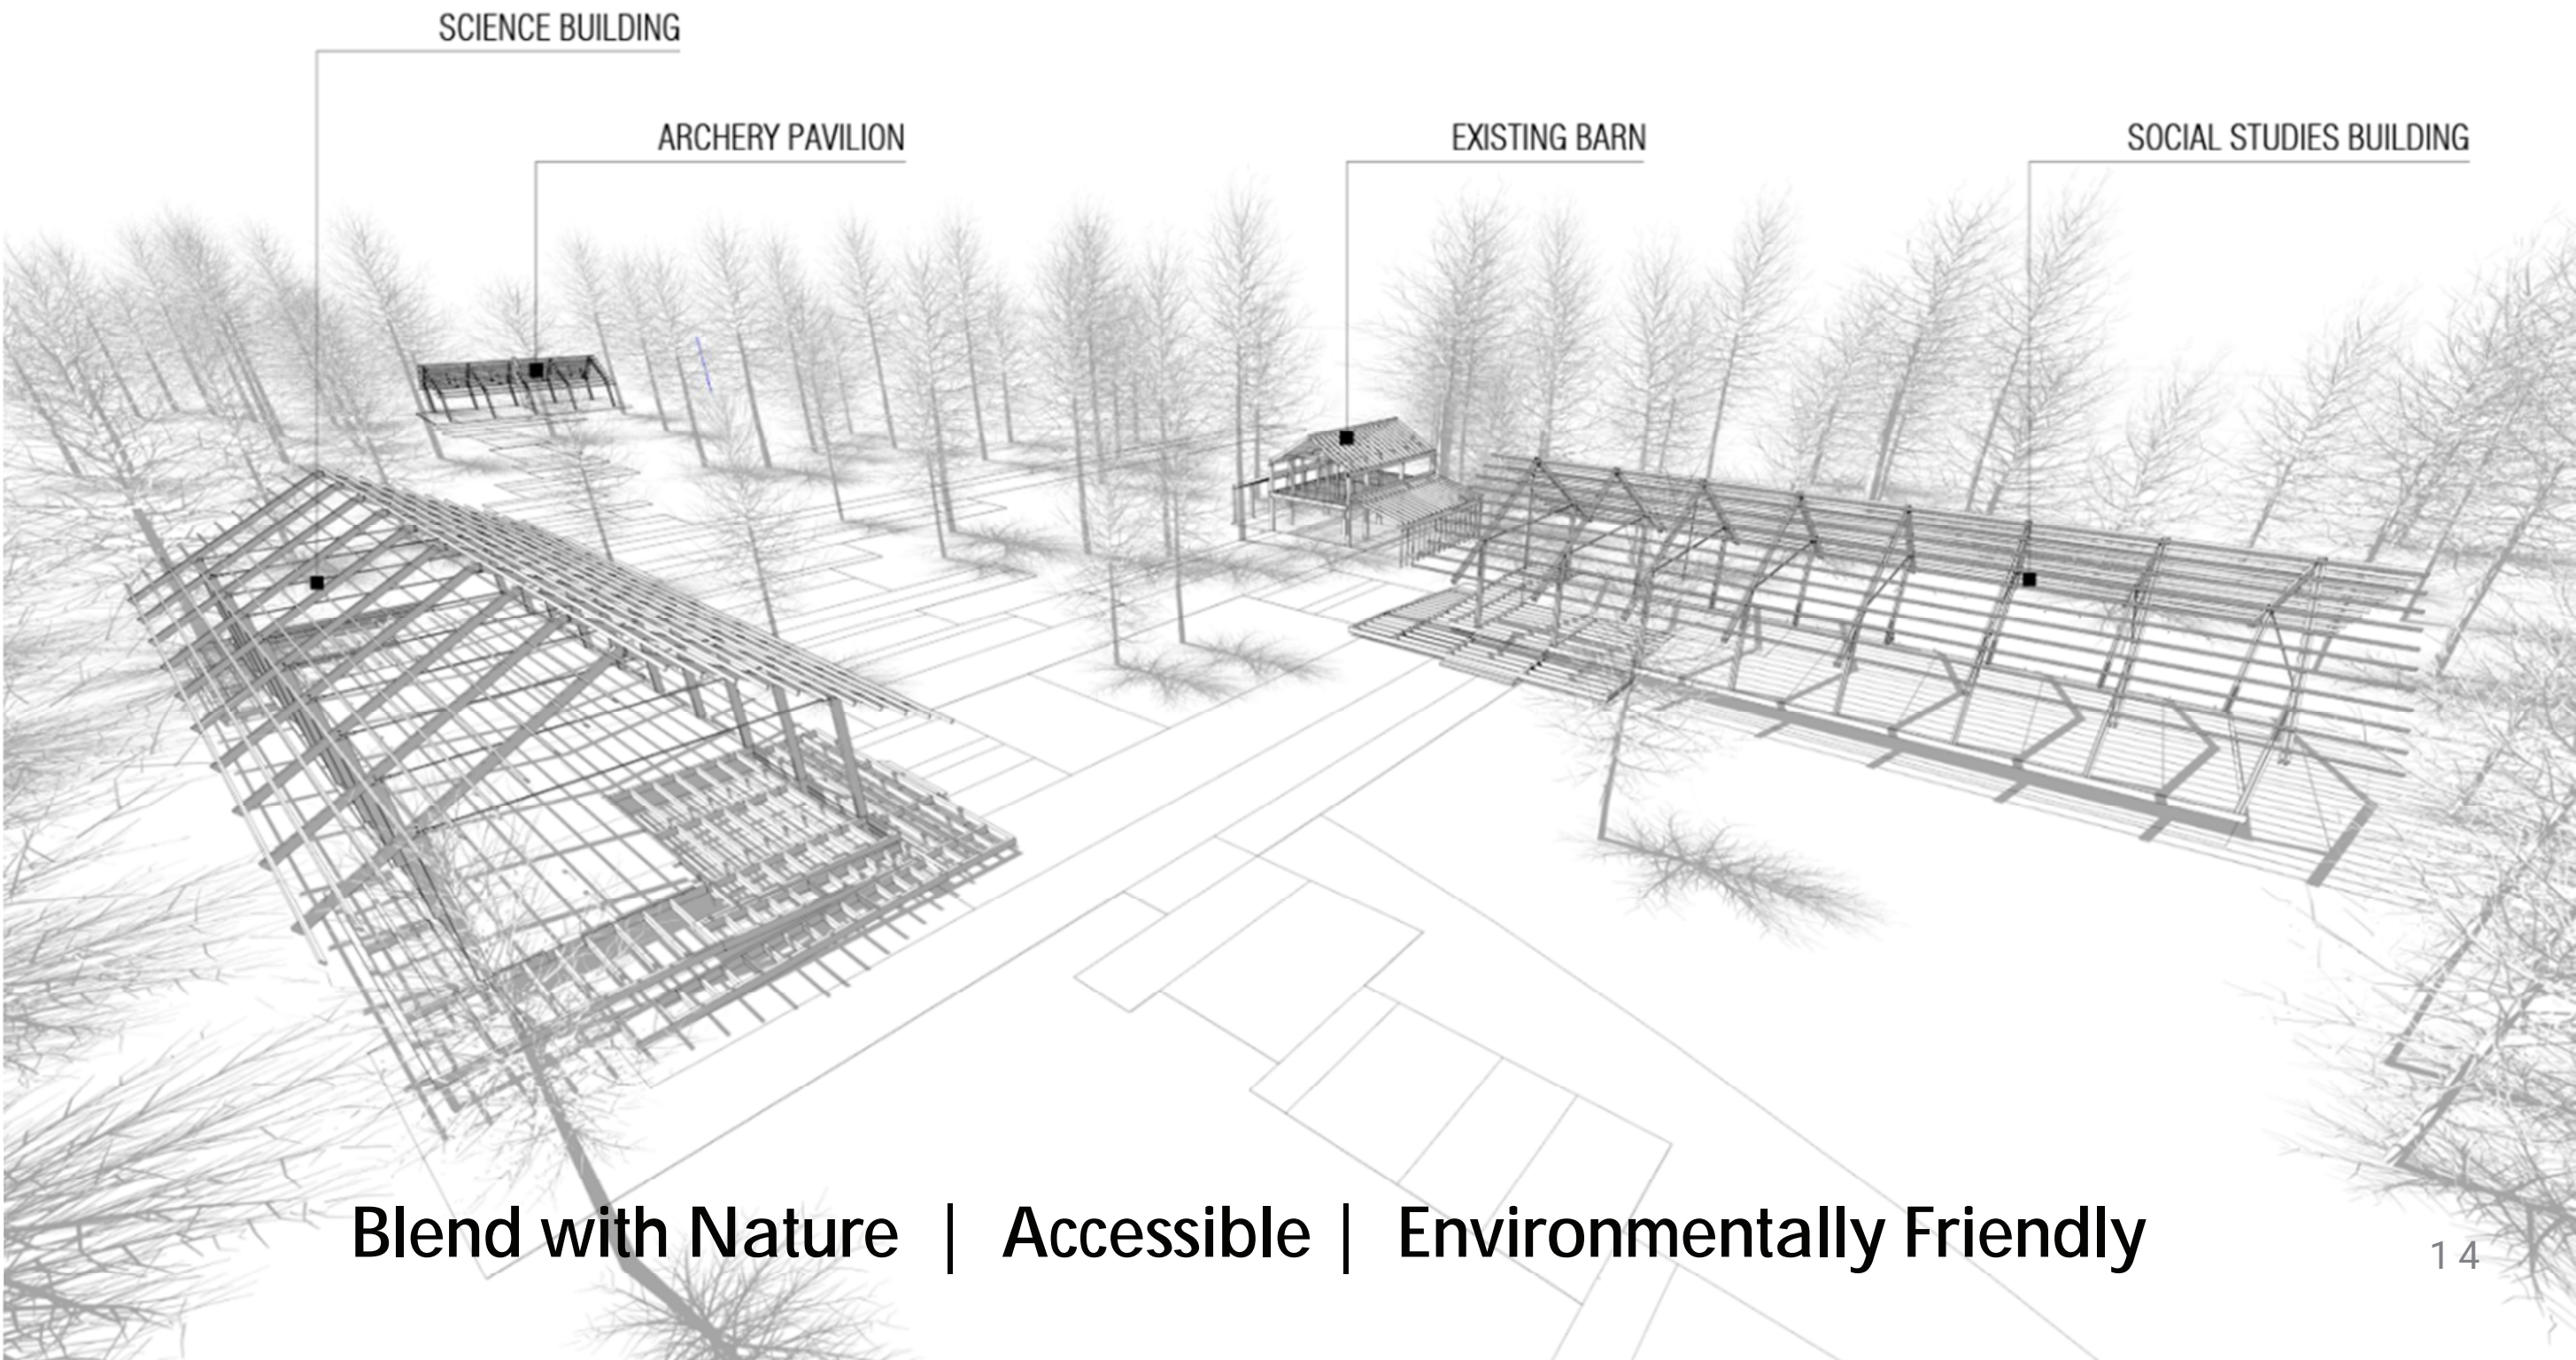 SCIENCE BUILDING
ARCHERY PAVILION
EXISTING BARN
SOCIAL STUDIES BUILDING
Blend with Nature | Accessible | Environmentally Friendly
14